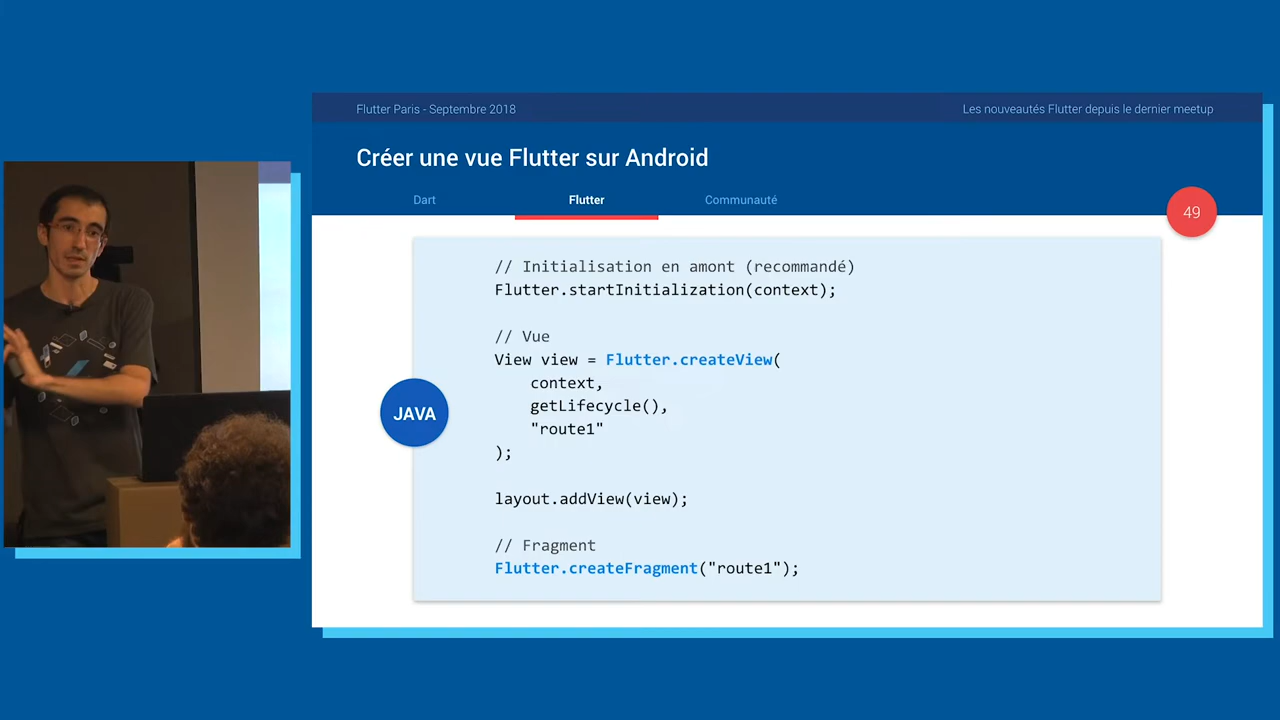 Flutter Paris - Septembre 2018
Les nouveautés Flutter depuis le dernier meetup
Créer une vue Flutter sur Android
Dart
Flutter
Communauté
49
// Initialisation en amont (recommandé)
Flutter.startInitialization(context);
// Vue
View view = Flutter.createView(
context,
getLifecycle(),
"route1"
);
layout.addView(view);
// Fragment
Flutter.createFragment("route1");
JAVA